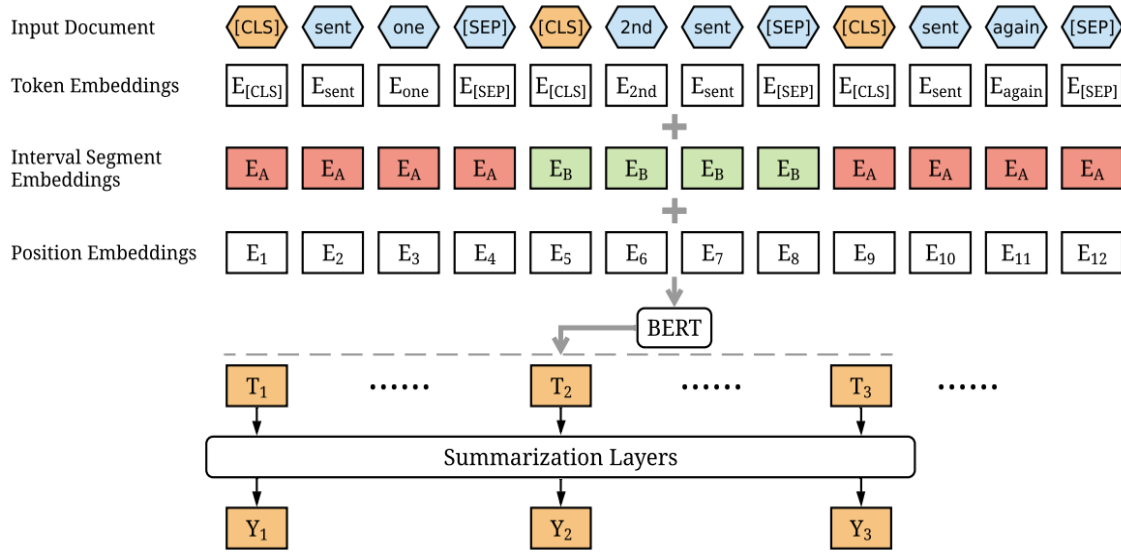 Input Document [CLS] sent one [SEP] [CLS] 2nd sent [SEP] [CLS] sent again [SEP]
Token Embeddings E[CLS] Esent Eone E[SEP] E[CLS] E2nd Esent E[SEP] E[CLS] Esent Eagain E[SEP]
+
Interval Segment
Embeddings EA EA EA EA EB EB EB EB EA EA EA EA
+
Position Embeddings E1 E2 E3 E4 E5 E6 E7 E8 E9 E10 E11 E12
BERT
T1 ...... T2 ...... T3 ......
Summarization Layers
Y1 Y2 Y3